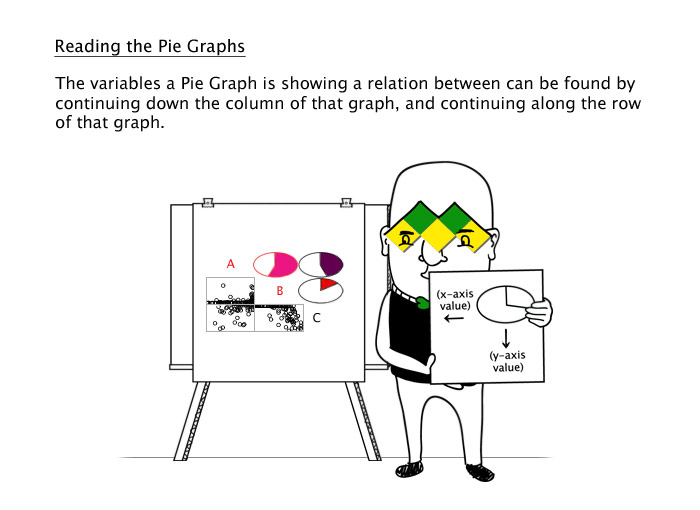 Reading the Pie Graphs
The variables a Pie Graph is showing a relation between can be found by
continuing down the column of that graph, and continuing along the row
of that graph.
A
B
C
(x-axis
value)
(y-axis
value)